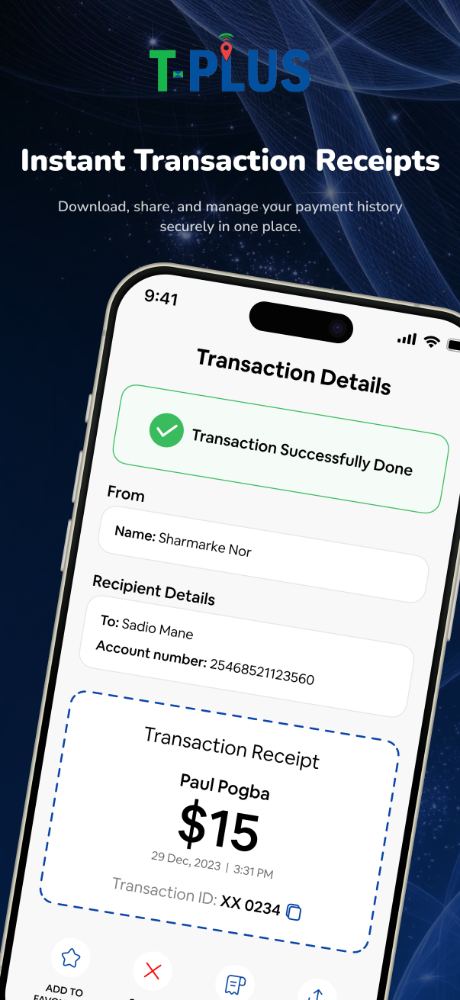 T-PLUS
Instant Transaction Receipts
Download, share, and manage your payment history
securely in one place.
9:41
Transaction Details
Transaction Successfully Done
From
Name: Sharmarke Nor
Recipient Details
To: Sadio Mane
Account number: 25468521123560
Transaction Receipt
Paul Pogba
$15
29 Dec, 2023 | 3:31 PM
Transaction ID: XX 0234
ADD TO